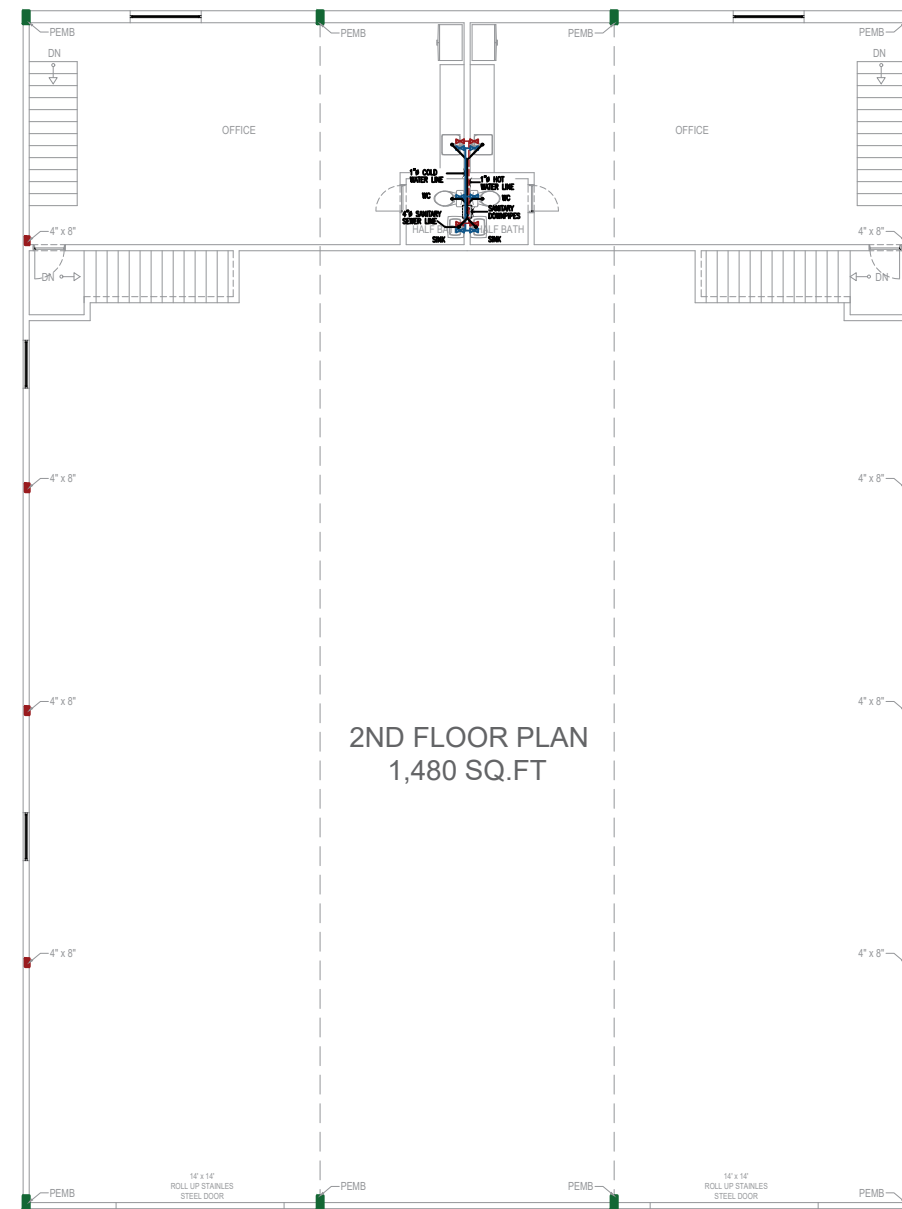 PEMB
PEMB
PEMB
PEMB
DN
DN
OFFICE
OFFICE
1"ø COLD
WATER LINE
1"ø HOT
WATER LINE
WC
WC
4"ø SANITARY
SEWER LINE
SANITARY
DOWNPIPES
HALF BATH
HALF BATH
SINK
SINK
4" x 8"
4" x 8"
DN
DN
4" x 8"
4" x 8"
4" x 8"
4" x 8"
2ND FLOOR PLAN
1,480 SQ.FT
4" x 8"
4" x 8"
14' x 14'
ROLL UP STAINLES
STEEL DOOR
14' x 14'
ROLL UP STAINLES
STEEL DOOR
PEMB
PEMB
PEMB
PEMB